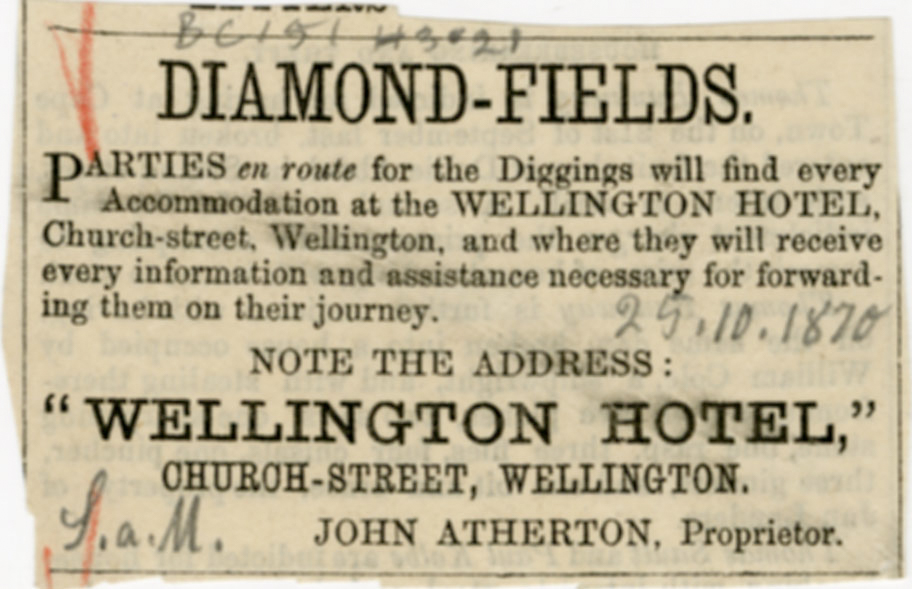 BC151 H3021
DIAMOND-FIELDS.
PARTIES en route for the Diggings will find every
Accommodation at the WELLINGTON HOTEL,
Church-street, Wellington, and where they will receive
every information and assistance necessary for forward-
ing them on their journey.
25.10.1870
NOTE THE ADDRESS:
"WELLINGTON HOTEL,"
CHURCH-STREET, WELLINGTON.
S.a.M.
JOHN ATHERTON, Proprietor.